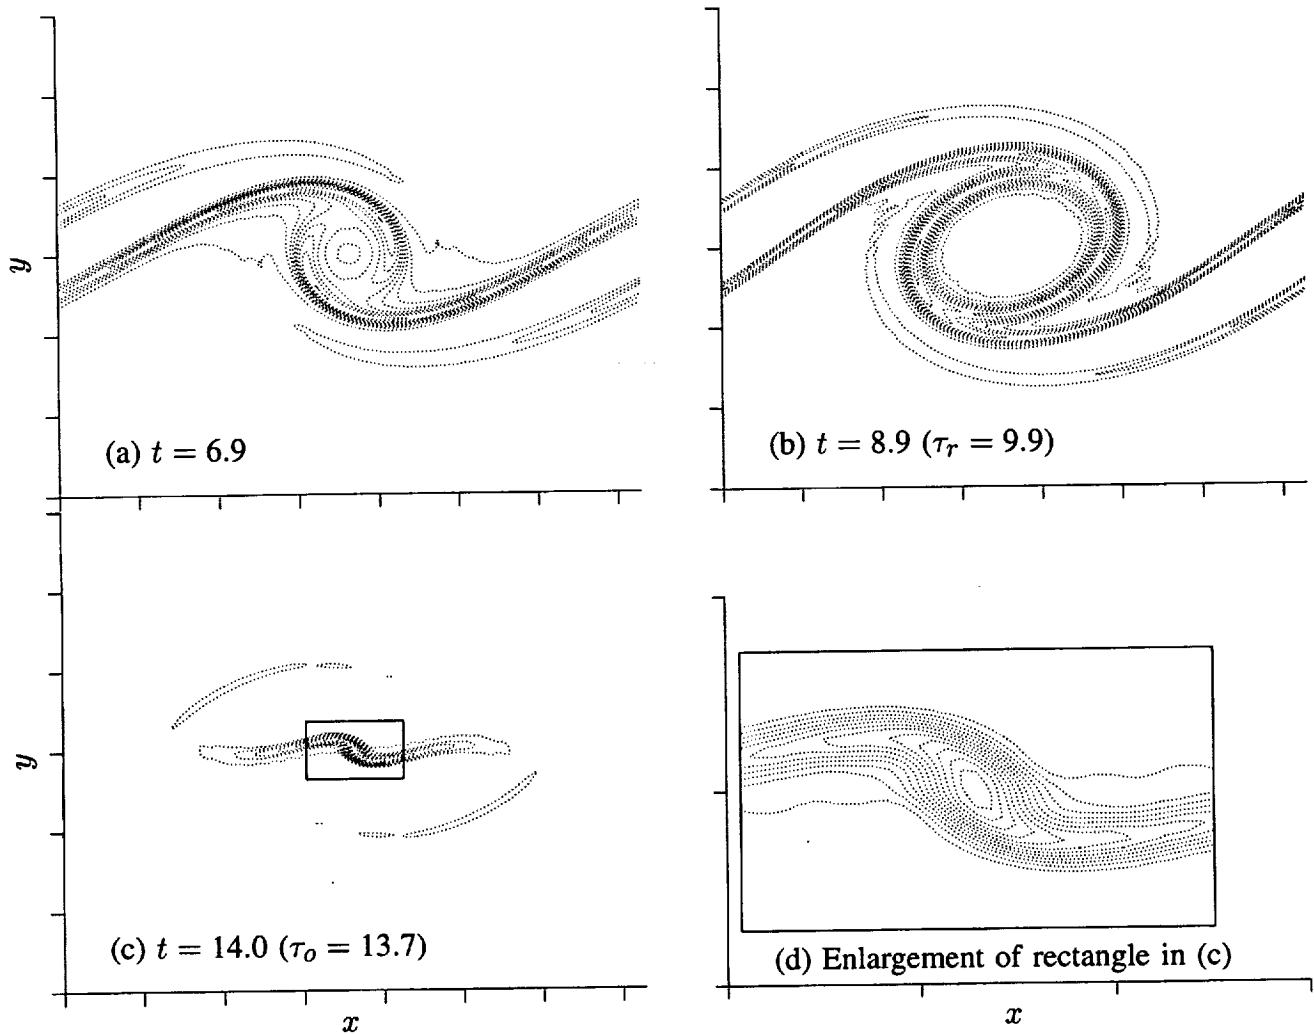 y
(a) t = 6.9
(b) t = 8.9 (τr = 9.9)
y
(c) t = 14.0 (τo = 13.7)
x
(d) Enlargement of rectangle in (c)
x